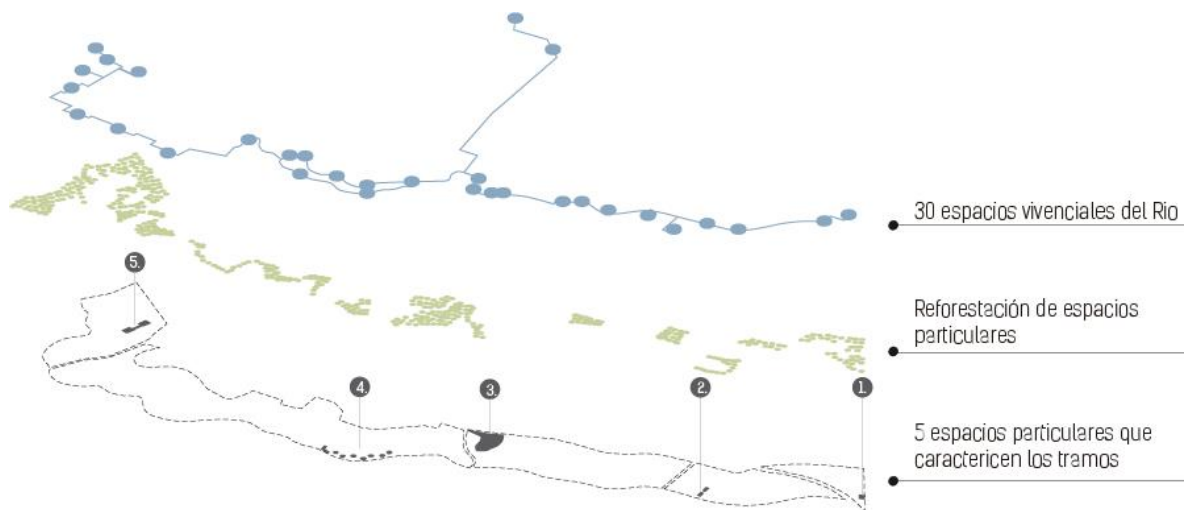 30 espacios vivenciales del Rio
Reforestación de espacios
particulares
5.
4.
3.
2.
1.
5 espacios particulares que
caractericen los tramos